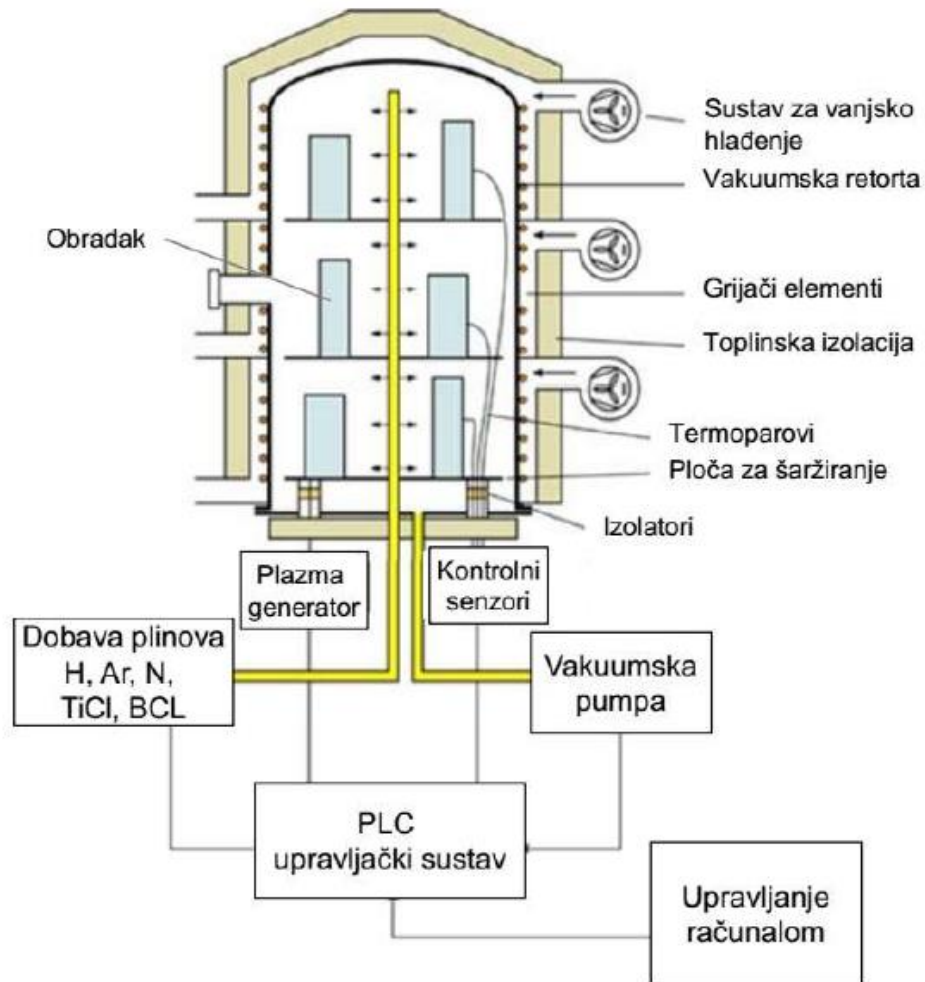 Sustav za vanjsko
hlađenje
Vakuumska retorta
Obradak
Grijači elementi
Toplinska izolacija
Termoparovi
Ploča za šaržiranje
Izolatori
Plazma
generator
Kontrolni
senzori
Dobava plinova
H, Ar, N,
TiCl, BCL
Vakuumska
pumpa
PLC
upravljački sustav
Upravljanje
računalom